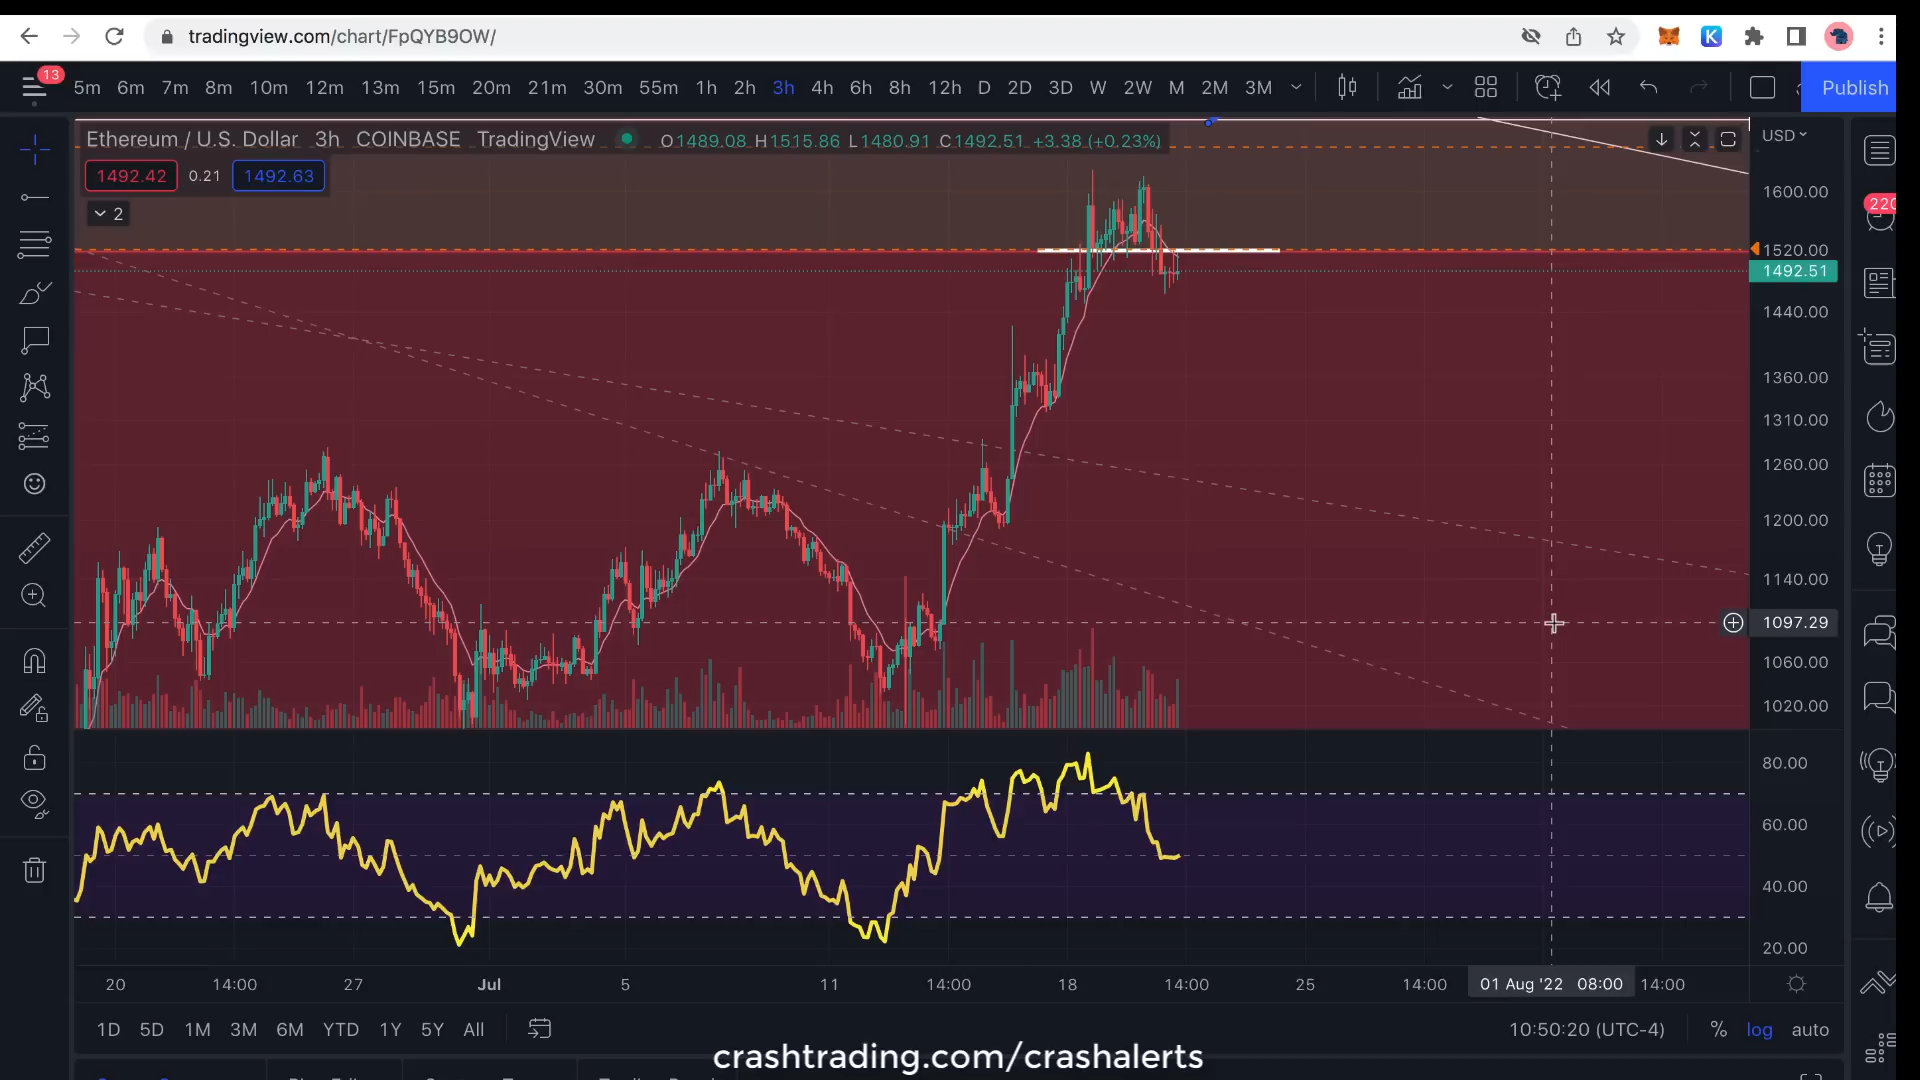 tradingview.com/chart/FpQYB9OW/
13
5m 6m 7m 8m 10m 12m 13m 15m 20m 21m 30m 55m 1h 2h 3h 4h 6h 8h 12h D 2D 3D W 2W M 2M 3M
Publish
Ethereum / U.S. Dollar 3h COINBASE TradingView O1489.08 H1515.86 L1480.91 C1492.51 +3.38 (+0.23%)
USD
1492.42 0.21 1492.63
2
220
1600.00
1520.00
1492.51
1440.00
1360.00
1310.00
1260.00
1200.00
1140.00
1097.29
1060.00
1020.00
80.00
60.00
40.00
20.00
20 14:00 27 Jul 5 11 14:00 18 14:00 25 14:00 01 Aug '22 08:00 14:00
1D 5D 1M 3M 6M YTD 1Y 5Y All
10:50:20 (UTC-4) % log auto
crashtrading.com/crashalerts